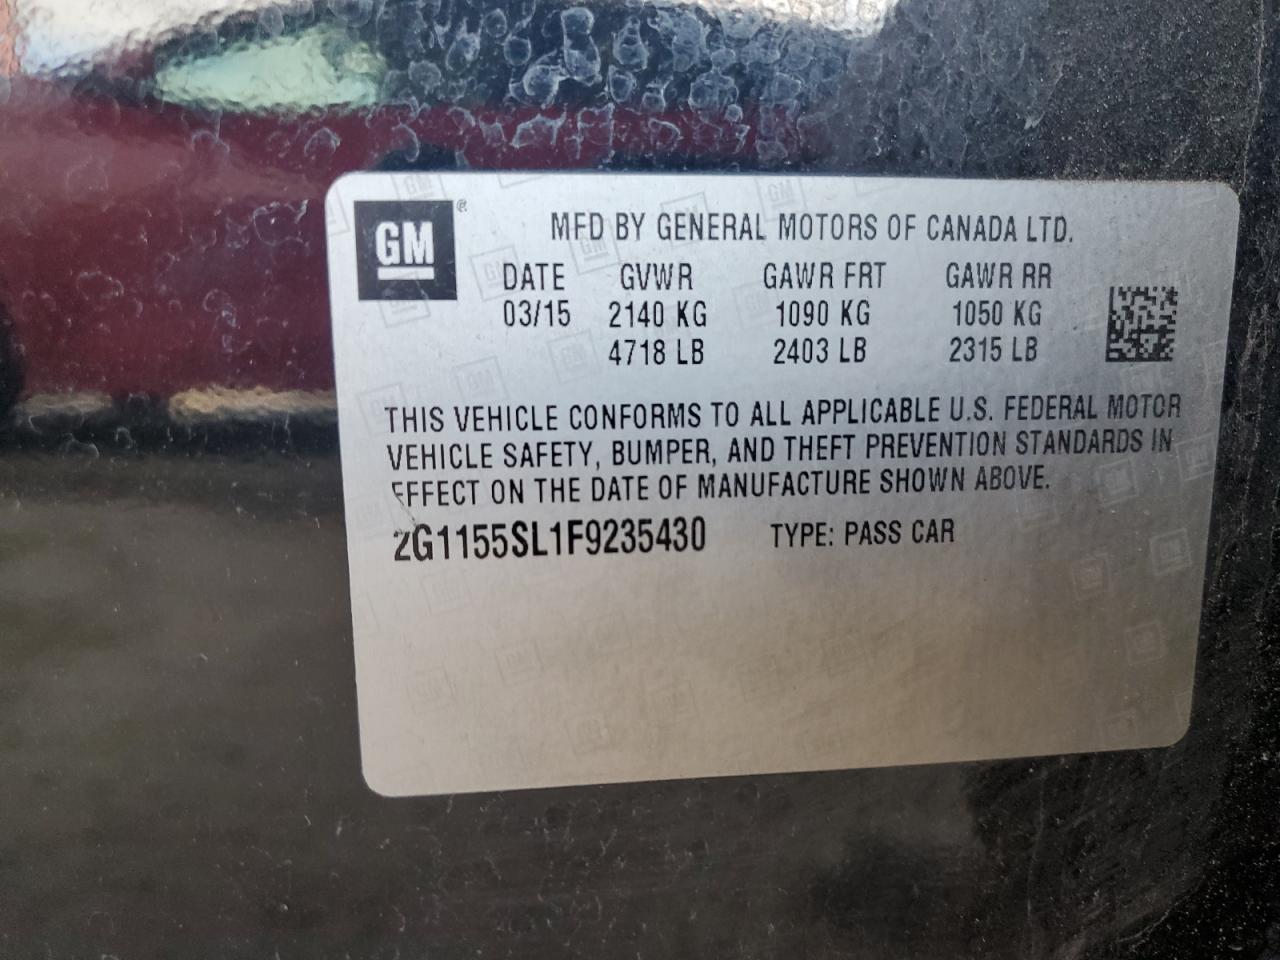 GM®
MFD BY GENERAL MOTORS OF CANADA LTD.
DATE GVWR GAWR FRT GAWR RR
03/15 2140 KG 1090 KG 1050 KG
4718 LB 2403 LB 2315 LB
THIS VEHICLE CONFORMS TO ALL APPLICABLE U.S. FEDERAL MOTOR
VEHICLE SAFETY, BUMPER, AND THEFT PREVENTION STANDARDS IN
EFFECT ON THE DATE OF MANUFACTURE SHOWN ABOVE.
2G1155SL1F9235430 TYPE: PASS CAR